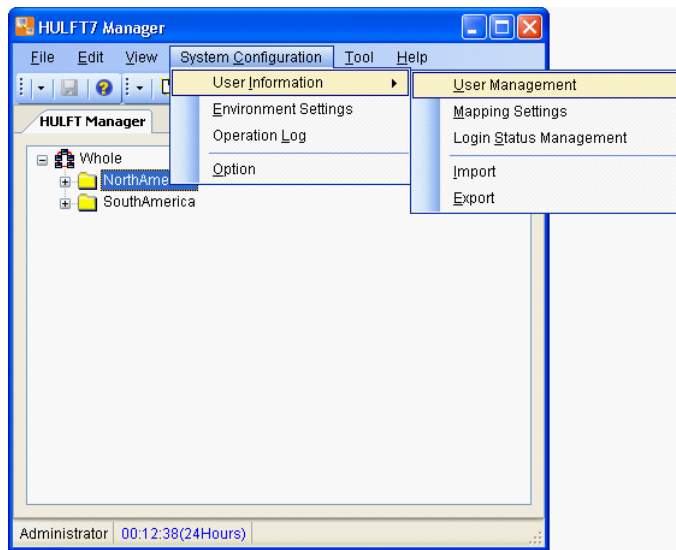 HULFT7 Manager
File Edit View System Configuration Tool Help
User Information
Environment Settings
Operation Log
Option
User Management
Mapping Settings
Login Status Management
Import
Export
HULFT Manager
Whole
NorthAme
SouthAmerica
Administrator 00:12:38(24Hours)